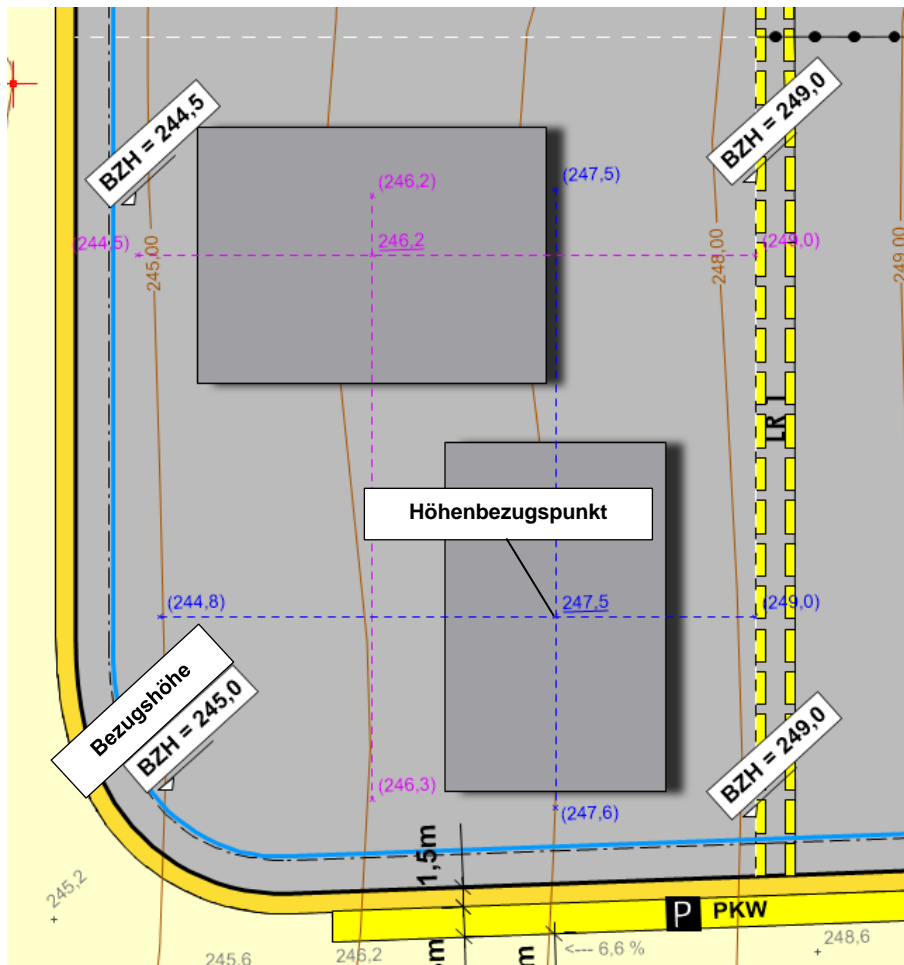 BZH = 244,5
BZH = 249,0
(246,2)
(247,5)
(244,5)
246,2
(249,0)
245,00
248,00
249,00
LR 1
Höhenbezugspunkt
(244,8)
247,5
(249,0)
Bezugshöhe
BZH = 245,0
BZH = 249,0
(246,3)
(247,6)
1,5m
245,2
P PKW
m
m
<--- 6,6 %
248,6
245,6
246,2